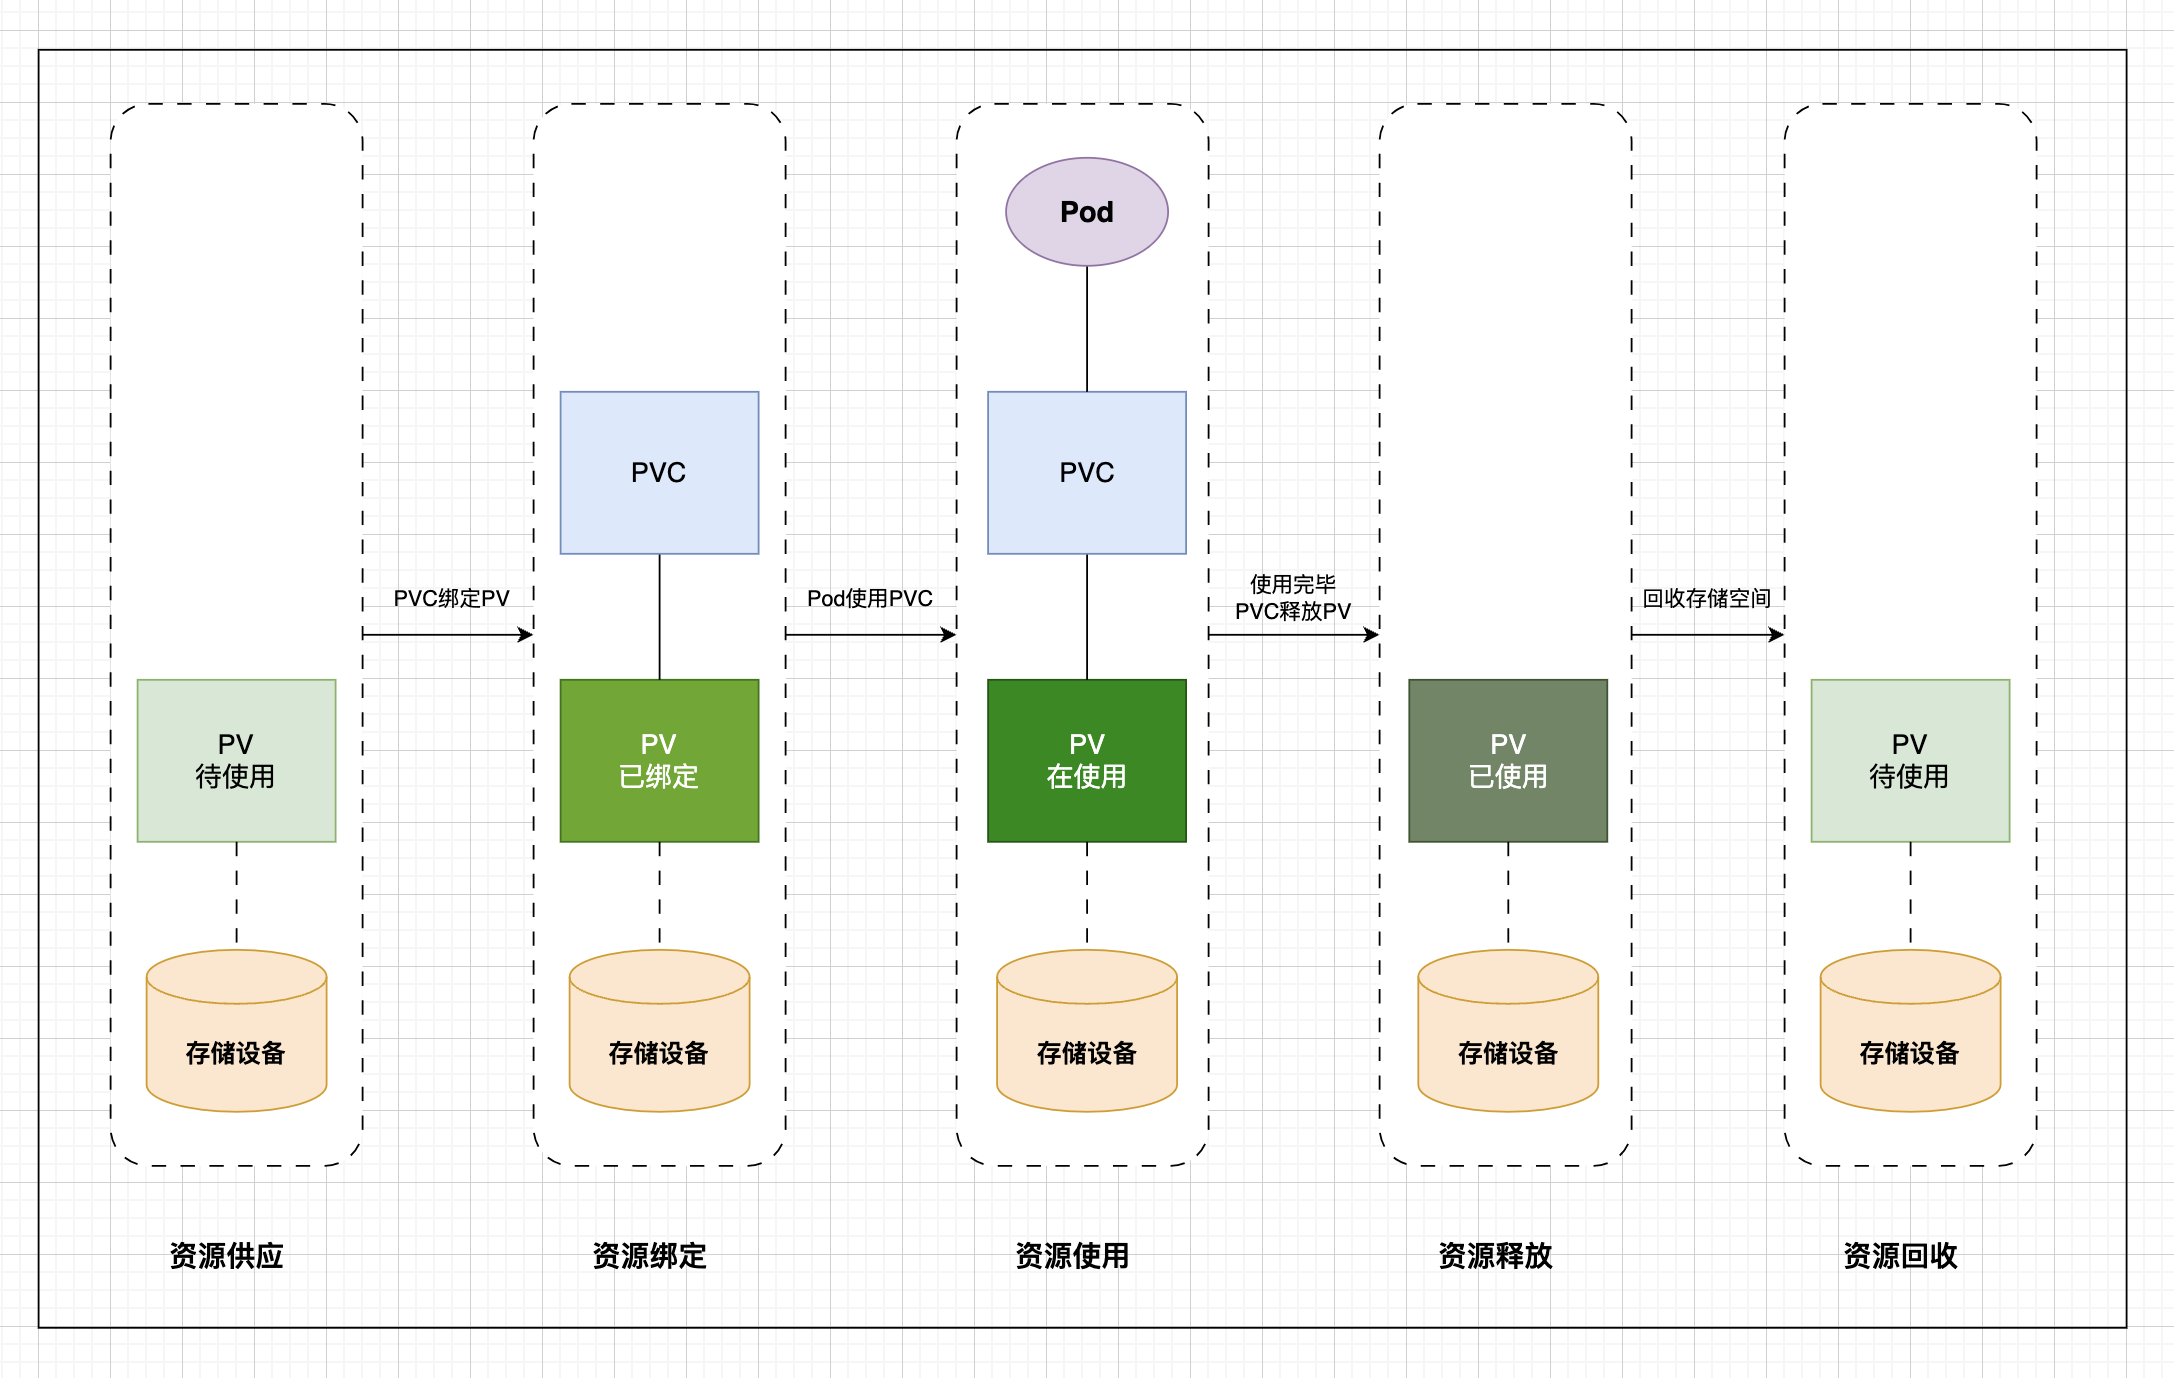 Pod
PVC
PVC
PVC绑定PV
Pod使用PVC
使用完毕
PVC释放PV
回收存储空间
PV
待使用
PV
已绑定
PV
在使用
PV
已使用
PV
待使用
存储设备
存储设备
存储设备
存储设备
存储设备
资源供应
资源绑定
资源使用
资源释放
资源回收